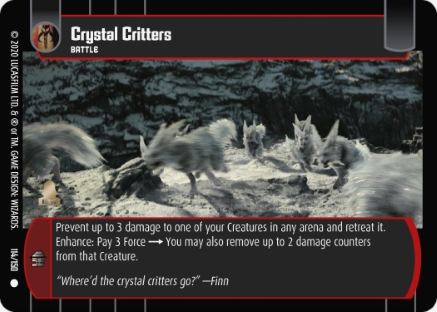 Crystal Critters
BATTLE
Prevent up to 3 damage to one of your Creatures in any arena and retreat it.
Enhance: Pay 3 Force → You may also remove up to 2 damage counters
from that Creature.
"Where'd the crystal critters go?" —Finn
© 2020 LUCASFILM LTD. & ® or TM. GAME DESIGN: WIZARDS
114/150